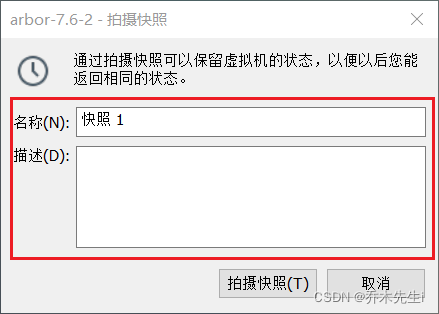 arbor-7.6-2 - 拍摄快照
通过拍摄快照可以保留虚拟机的状态，以便以后您能
返回相同的状态。
名称(N): 快照 1
描述(D):
拍摄快照(T) 取消
CSDN @乔木先生i